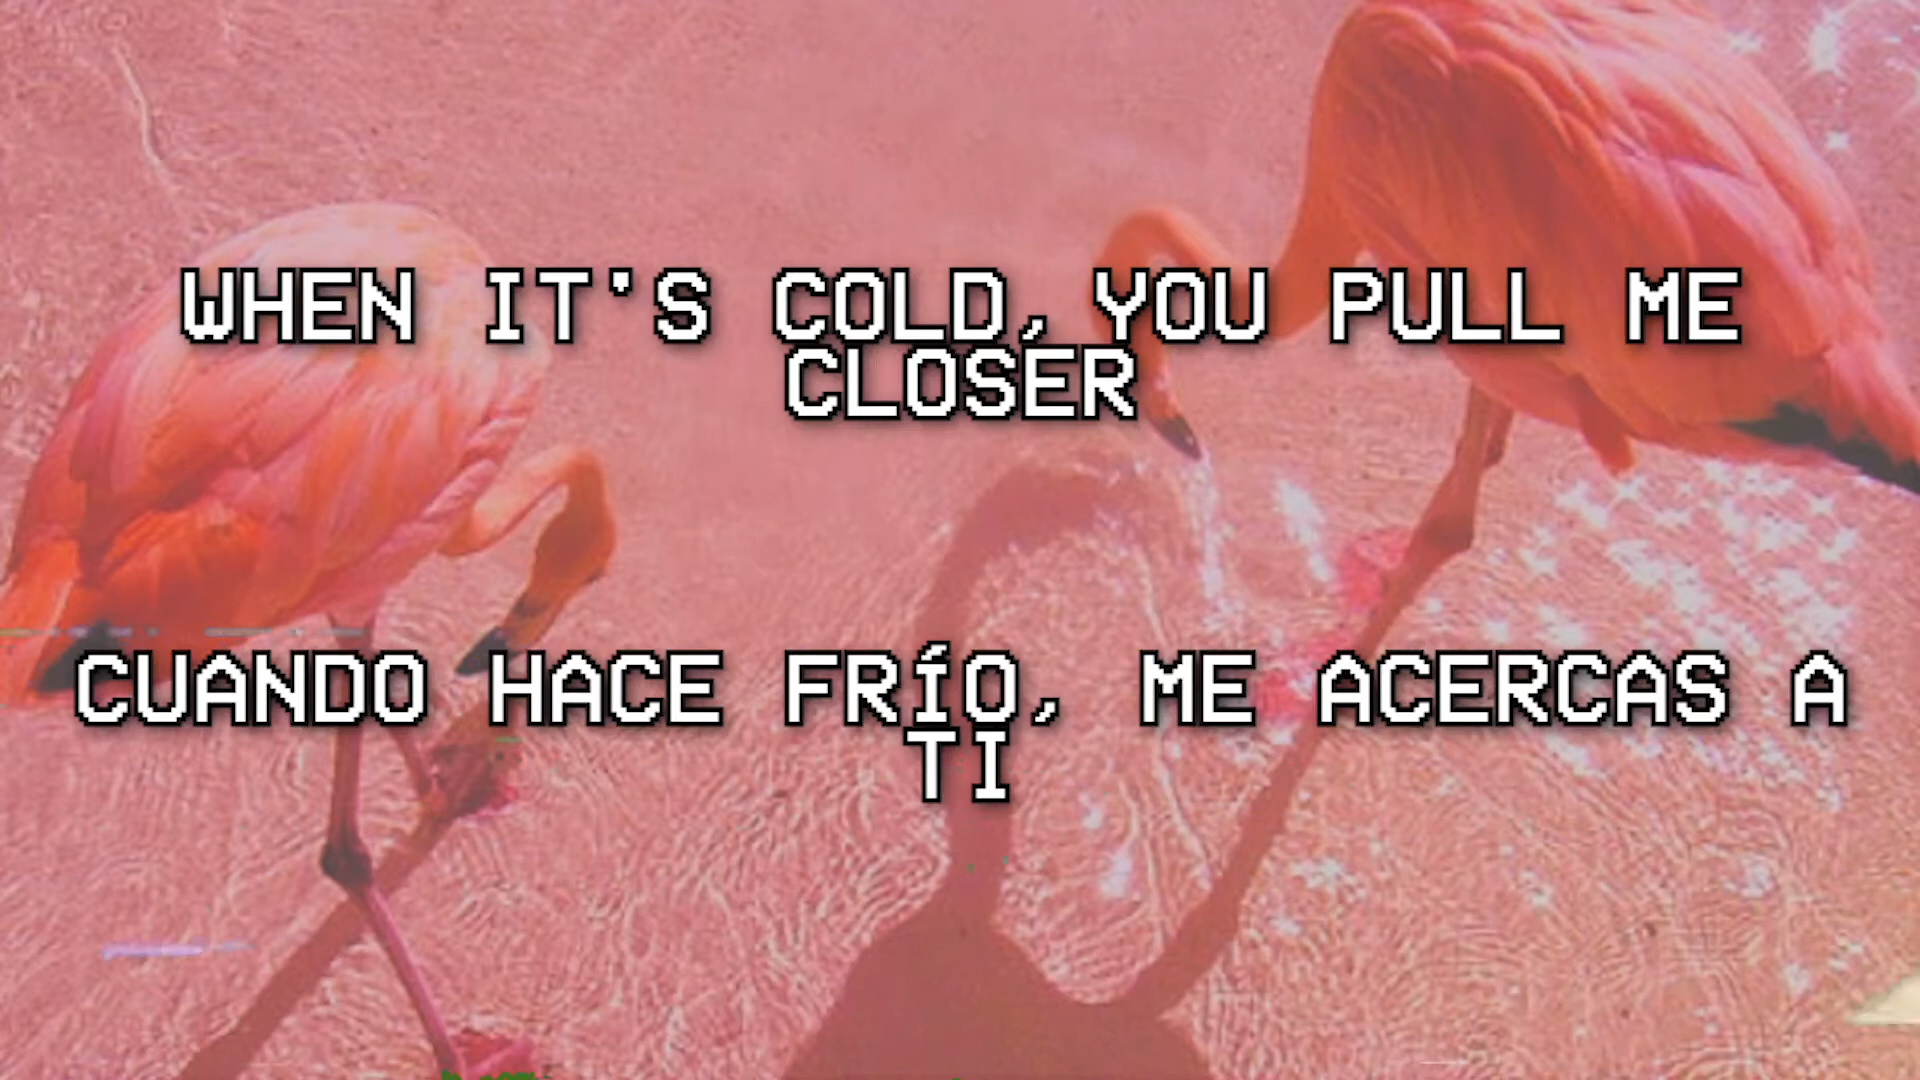 WHEN IT'S COLD, YOU PULL ME
CLOSER
CUANDO HACE FRÍO, ME ACERCAS A
TI